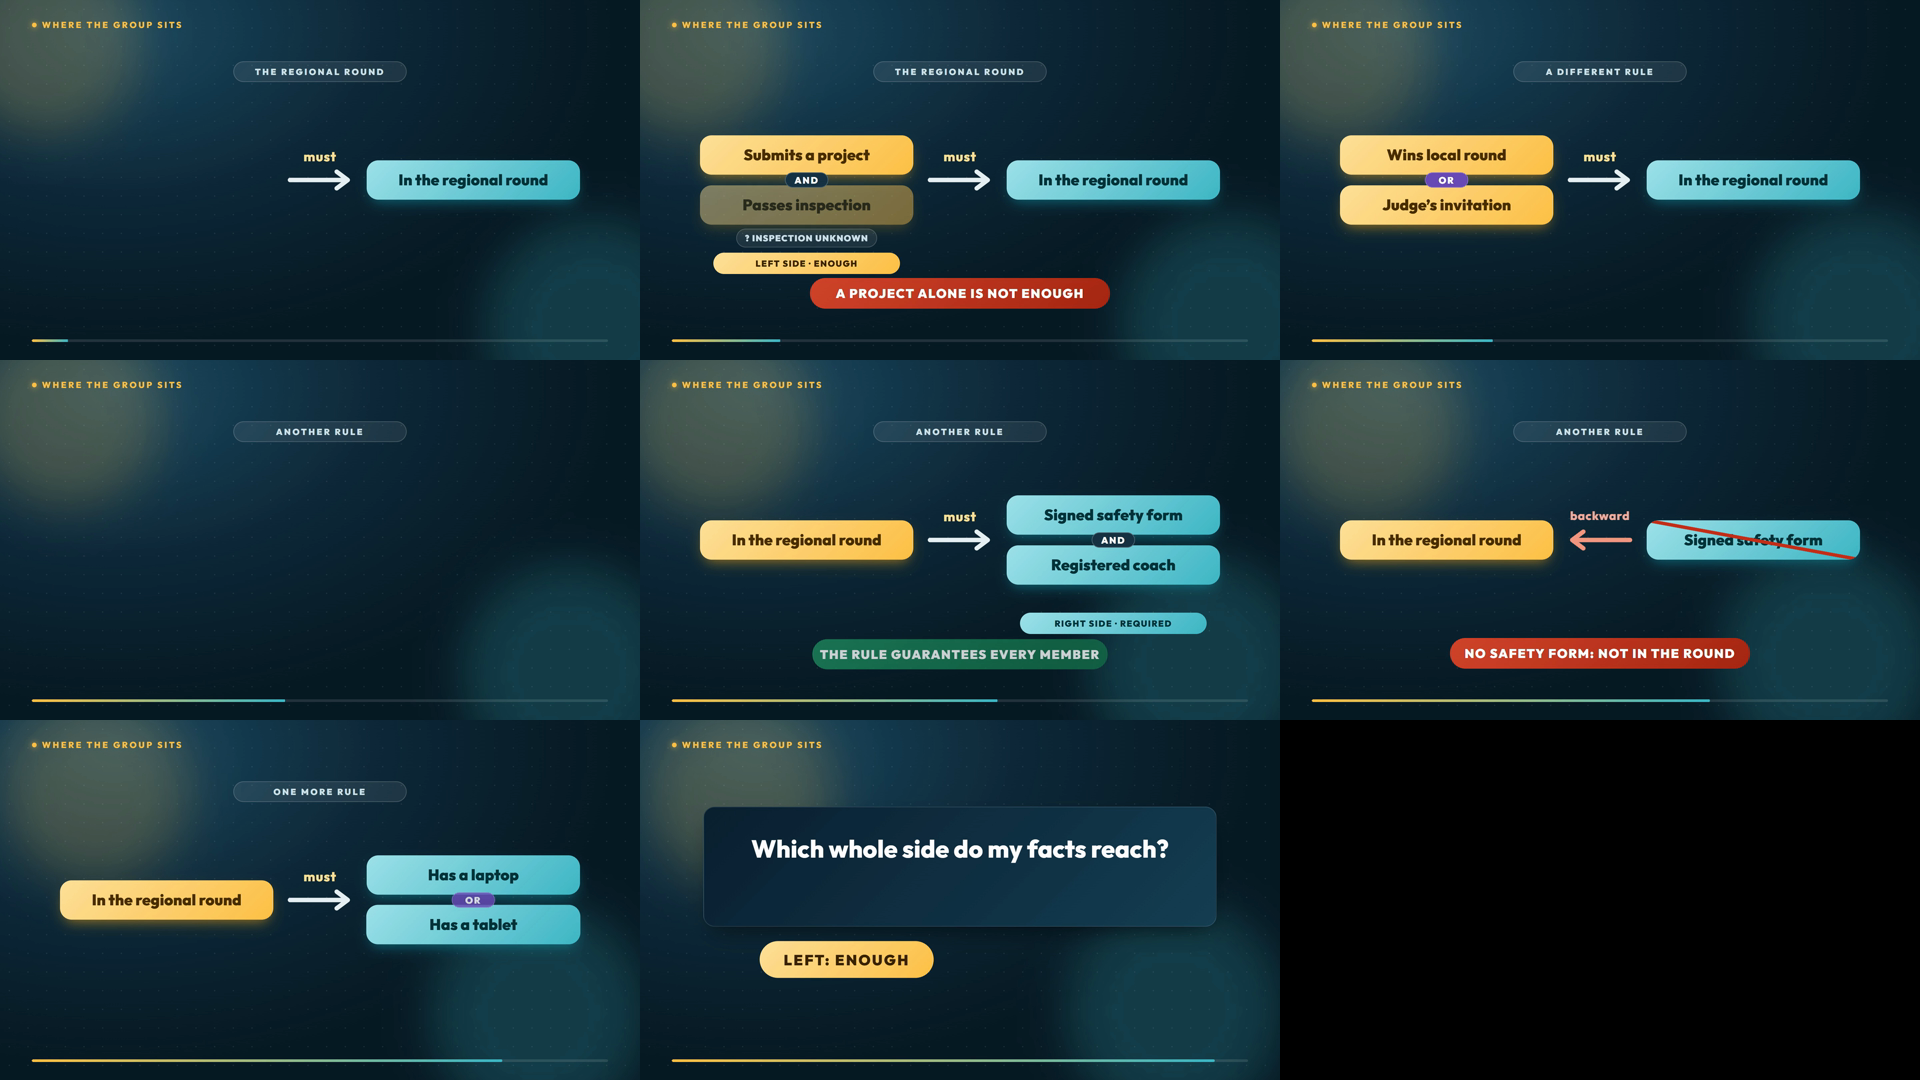 WHERE THE GROUP SITS
THE REGIONAL ROUND
must
In the regional round
WHERE THE GROUP SITS
THE REGIONAL ROUND
Submits a project
AND
Passes inspection
must
In the regional round
? INSPECTION UNKNOWN
LEFT SIDE · ENOUGH
A PROJECT ALONE IS NOT ENOUGH
WHERE THE GROUP SITS
A DIFFERENT RULE
Wins local round
OR
Judge’s invitation
must
In the regional round
WHERE THE GROUP SITS
ANOTHER RULE
WHERE THE GROUP SITS
ANOTHER RULE
In the regional round
must
Signed safety form
AND
Registered coach
RIGHT SIDE · REQUIRED
THE RULE GUARANTEES EVERY MEMBER
WHERE THE GROUP SITS
ANOTHER RULE
In the regional round
backward
Signed safety form
NO SAFETY FORM: NOT IN THE ROUND
WHERE THE GROUP SITS
ONE MORE RULE
In the regional round
must
Has a laptop
OR
Has a tablet
WHERE THE GROUP SITS
Which whole side do my facts reach?
LEFT: ENOUGH